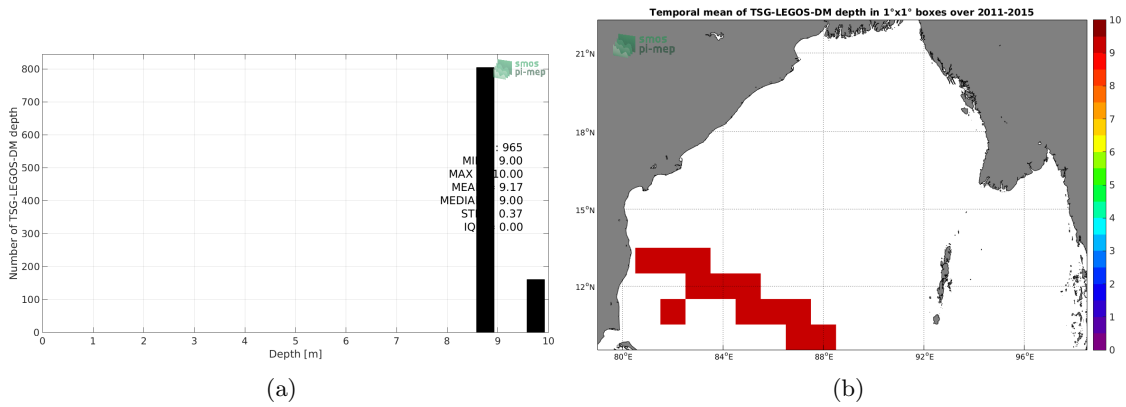 Temporal mean of TSG-LEGOS-DM depth in 1°x1° boxes over 2011-2015
smos
pi-mep
800
700
600
500
400
300
200
100
0
Number of TSG-LEGOS-DM depth
: 965
9.00
MAX 10.00
9.17
9.00
0.37
0.00
0 1 2 3 4 5 6 7 8 9 10
Depth [m]
(a)
smos
pi-mep
21°N
18°N
15°N
12°N
80°E 84°E 88°E 92°E 96°E
10
9
8
7
6
5
4
3
2
1
0
(b)